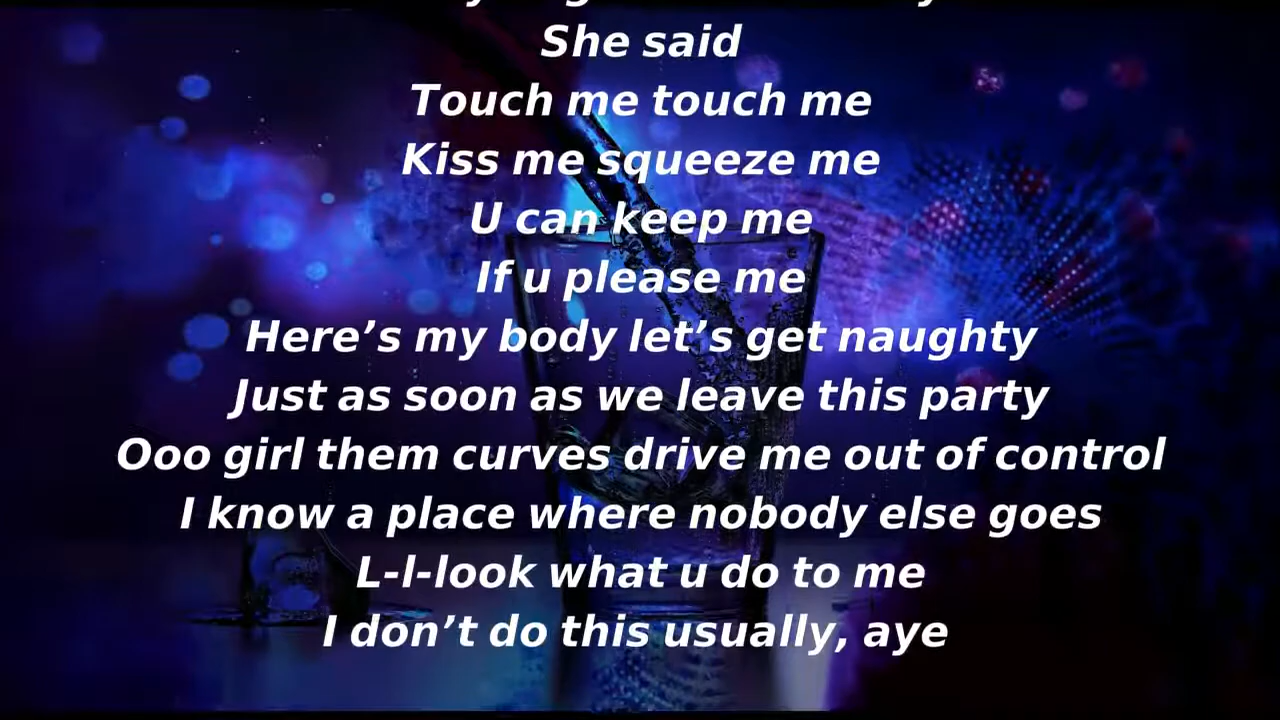 She said
Touch me touch me
Kiss me squeeze me
U can keep me
If u please me
Here’s my body let’s get naughty
Just as soon as we leave this party
Ooo girl them curves drive me out of control
I know a place where nobody else goes
L-l-look what u do to me
I don’t do this usually, aye